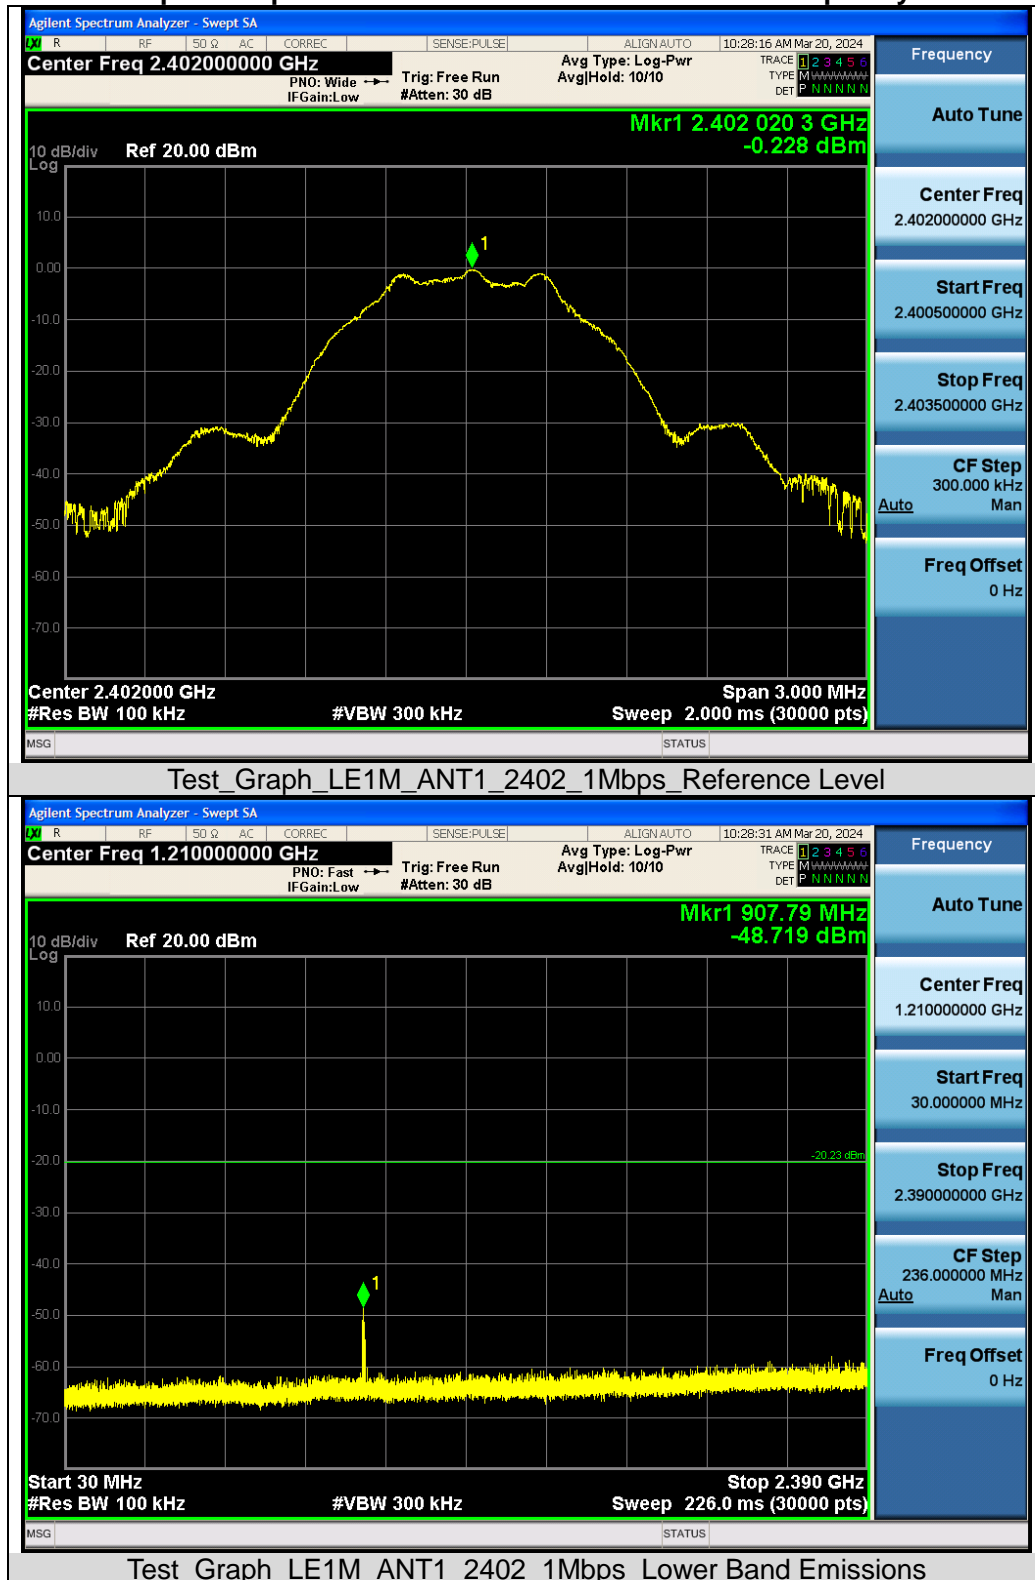 Agilent Spectrum Analyzer - Swept SA
LXI R RF 50 Ω AC CORREC SENSE:PULSE ALIGN AUTO 10:28:16 AM Mar 20, 2024
Center Freq 2.402000000 GHz
PNO: Wide
IFGain:Low
Trig: Free Run
#Atten: 30 dB
Avg Type: Log-Pwr
Avg|Hold: 10/10
TRACE 1 2 3 4 5 6
TYPE M
DET P N N N N N
Mkr1 2.402 020 3 GHz
-0.228 dBm
10 dB/div
Log
Ref 20.00 dBm
10.0
0.00
-10.0
-20.0
-30.0
-40.0
-50.0
-60.0
-70.0
1
Center 2.402000 GHz
Span 3.000 MHz
#Res BW 100 kHz
#VBW 300 kHz
Sweep 2.000 ms (30000 pts)
MSG
STATUS
Frequency
Auto Tune
Center Freq
2.402000000 GHz
Start Freq
2.400500000 GHz
Stop Freq
2.403500000 GHz
CF Step
300.000 kHz
Auto Man
Freq Offset
0 Hz
Test_Graph_LE1M_ANT1_2402_1Mbps_Reference Level
Agilent Spectrum Analyzer - Swept SA
LXI R RF 50 Ω AC CORREC SENSE:PULSE ALIGN AUTO 10:28:31 AM Mar 20, 2024
Center Freq 1.210000000 GHz
PNO: Fast
IFGain:Low
Trig: Free Run
#Atten: 30 dB
Avg Type: Log-Pwr
Avg|Hold: 10/10
TRACE 1 2 3 4 5 6
TYPE M
DET P N N N N N
Mkr1 907.79 MHz
-48.719 dBm
10 dB/div
Log
Ref 20.00 dBm
10.0
0.00
-10.0
-20.0
-30.0
-40.0
-50.0
-60.0
-70.0
-20.23 dBm
1
Start 30 MHz
Stop 2.390 GHz
#Res BW 100 kHz
#VBW 300 kHz
Sweep 226.0 ms (30000 pts)
MSG
STATUS
Frequency
Auto Tune
Center Freq
1.210000000 GHz
Start Freq
30.000000 MHz
Stop Freq
2.390000000 GHz
CF Step
236.000000 MHz
Auto Man
Freq Offset
0 Hz
Test_Graph_LE1M_ANT1_2402_1Mbps_Lower Band Emissions